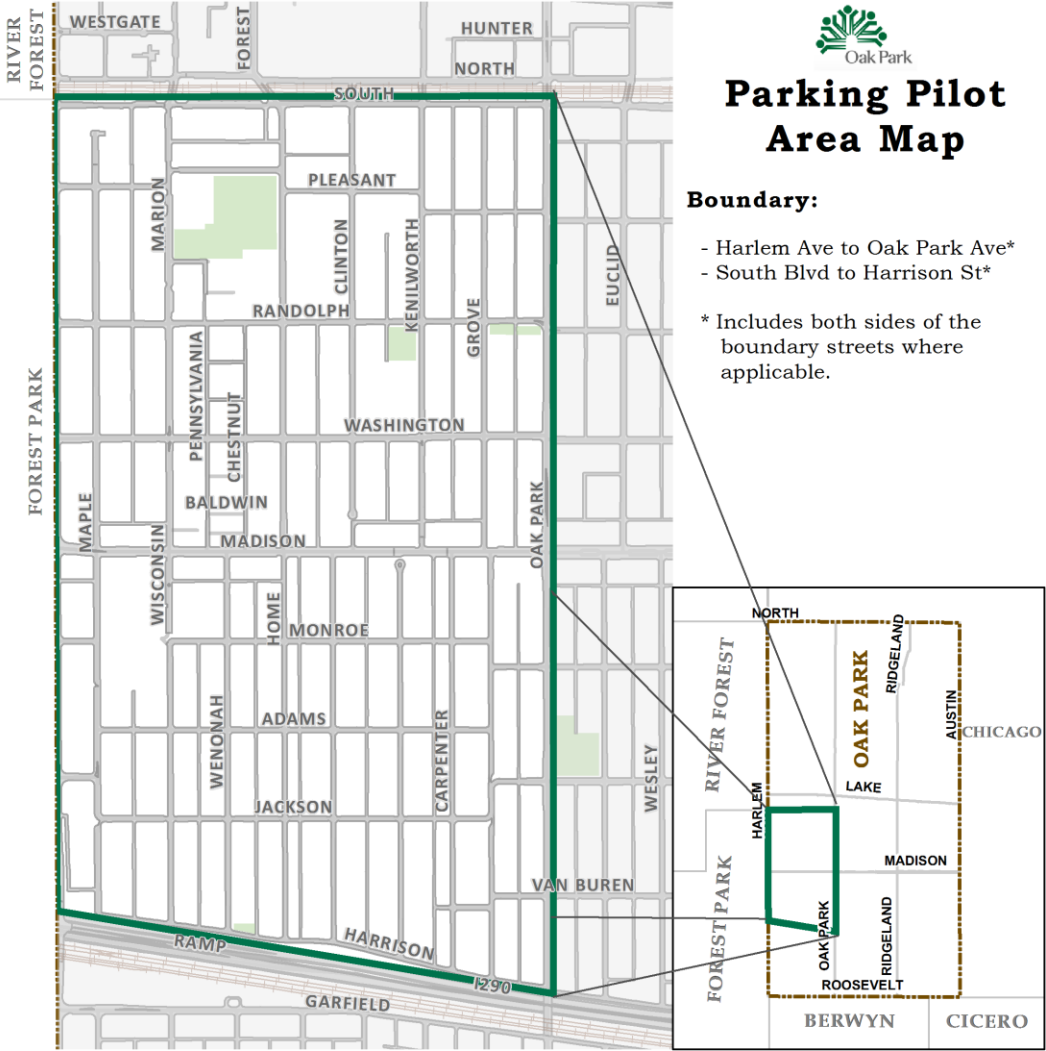 WESTGATE
RIVER
FOREST
FOREST
HUNTER
NORTH
SOUTH
Oak Park
Parking Pilot
Area Map
Boundary:
- Harlem Ave to Oak Park Ave*
- South Blvd to Harrison St*
* Includes both sides of the
boundary streets where
applicable.
PLEASANT
MARION
CLINTON
KENILWORTH
EUCLID
RANDOLPH
GROVE
PENNSYLVANIA
FOREST PARK
CHESTNUT
WASHINGTON
BALDWIN
MAPLE
OAK PARK
WISCONSIN
MADISON
HOME
MONROE
WENONAH
ADAMS
CARPENTER
WESLEY
JACKSON
VAN BUREN
RAMP
HARRISON
I290
GARFIELD
NORTH
RIDGELAND
RIVER FOREST
OAK PARK
AUSTIN
CHICAGO
LAKE
HARLEM
MADISON
FOREST PARK
OAK PARK
RIDGELAND
ROOSEVELT
BERWYN
CICERO